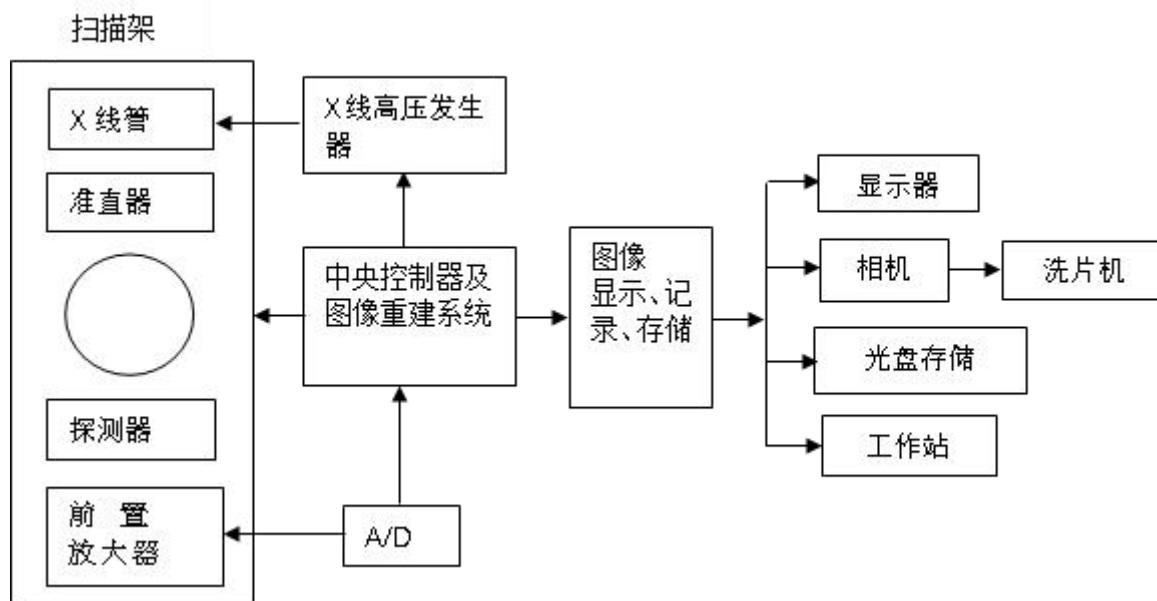 扫描架
X 线管
准直器
探测器
前 置
放大器
X 线高压发生
器
中央控制器及
图像重建系统
A/D
图像
显示、记
录、存储
显示器
相机
洗片机
光盘存储
工作站